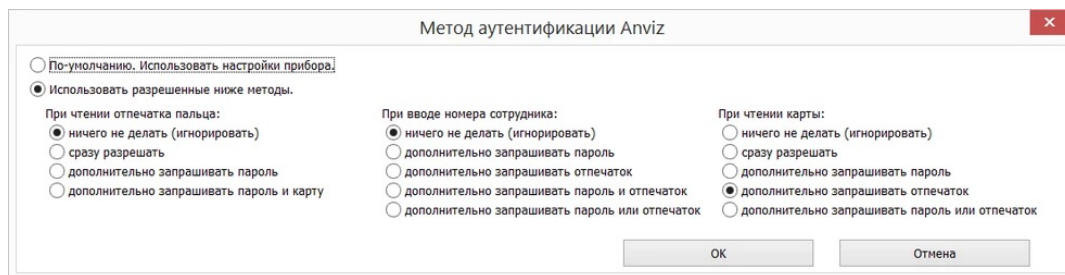 Метод аутентификации Anviz
По-умолчанию. Использовать настройки прибора.
Использовать разрешенные ниже методы.
При чтении отпечатка пальца:
ничего не делать (игнорировать)
сразу разрешать
дополнительно запрашивать пароль
дополнительно запрашивать пароль и карту
При вводе номера сотрудника:
ничего не делать (игнорировать)
дополнительно запрашивать пароль
дополнительно запрашивать отпечаток
дополнительно запрашивать пароль и отпечаток
дополнительно запрашивать пароль или отпечаток
При чтении карты:
ничего не делать (игнорировать)
сразу разрешать
дополнительно запрашивать пароль
дополнительно запрашивать отпечаток
дополнительно запрашивать пароль или отпечаток
ОК
Отмена